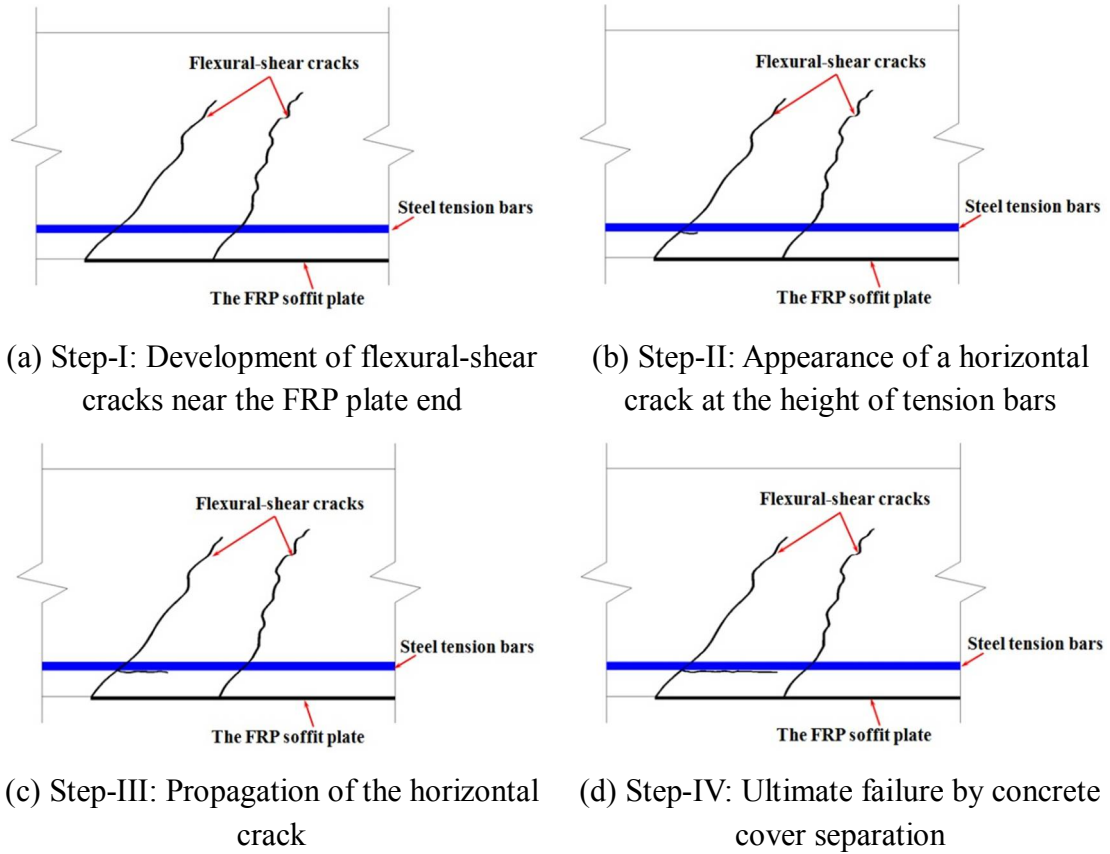 Flexural-shear cracks
Steel tension bars
The FRP soffit plate
(a) Step-I: Development of flexural-shear
cracks near the FRP plate end
Flexural-shear cracks
Steel tension bars
The FRP soffit plate
(b) Step-II: Appearance of a horizontal
crack at the height of tension bars
Flexural-shear cracks
Steel tension bars
The FRP soffit plate
(c) Step-III: Propagation of the horizontal
crack
Flexural-shear cracks
Steel tension bars
The FRP soffit plate
(d) Step-IV: Ultimate failure by concrete
cover separation